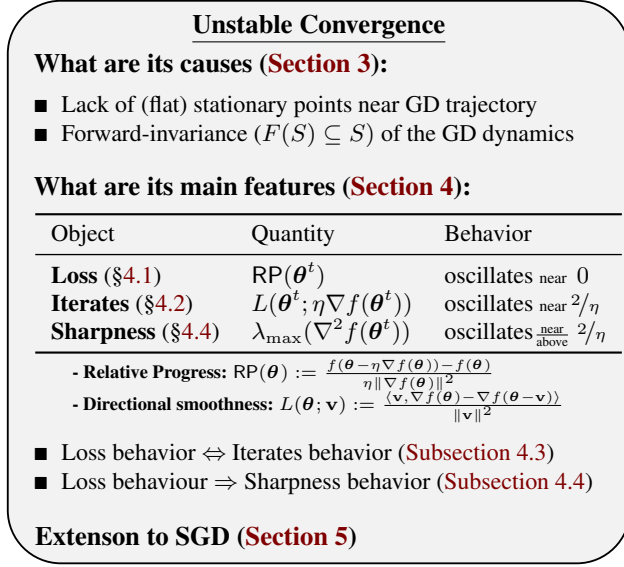 Unstable Convergence
What are its causes (Section 3):
■ Lack of (flat) stationary points near GD trajectory
■ Forward-invariance (F(S) ⊆ S) of the GD dynamics
What are its main features (Section 4):
Object Quantity Behavior
Loss (§4.1) RP(θ^t) oscillates near 0
Iterates (§4.2) L(θ^t; η∇f(θ^t)) oscillates near 2/η
Sharpness (§4.4) λ_max(∇²f(θ^t)) oscillates near/above 2/η
- Relative Progress: RP(θ) := f(θ−η∇f(θ))−f(θ) / η‖∇f(θ)‖²
- Directional smoothness: L(θ; v) := ⟨v,∇f(θ)−∇f(θ−v)⟩ / ‖v‖²
■ Loss behavior ⇔ Iterates behavior (Subsection 4.3)
■ Loss behaviour ⇒ Sharpness behavior (Subsection 4.4)
Extenson to SGD (Section 5)